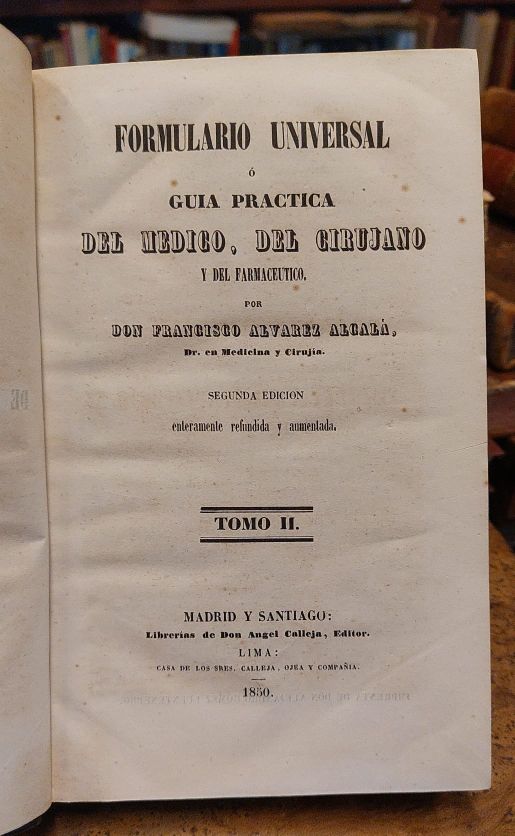 FORMULARIO UNIVERSAL
ó
GUIA PRACTICA
DEL MEDICO, DEL CIRUJANO
Y DEL FARMACEUTICO,
POR
DON FRANCISCO ALVAREZ ALCALÁ,
Dr. en Medicina y Cirujía.
SEGUNDA EDICION
enteramente refundida y aumentada.
TOMO II.
MADRID Y SANTIAGO:
Librerías de Don Angel Calleja, Editor.
LIMA:
CASA DE LOS SRES. CALLEJA, OJEA Y COMPAÑIA.
1850.